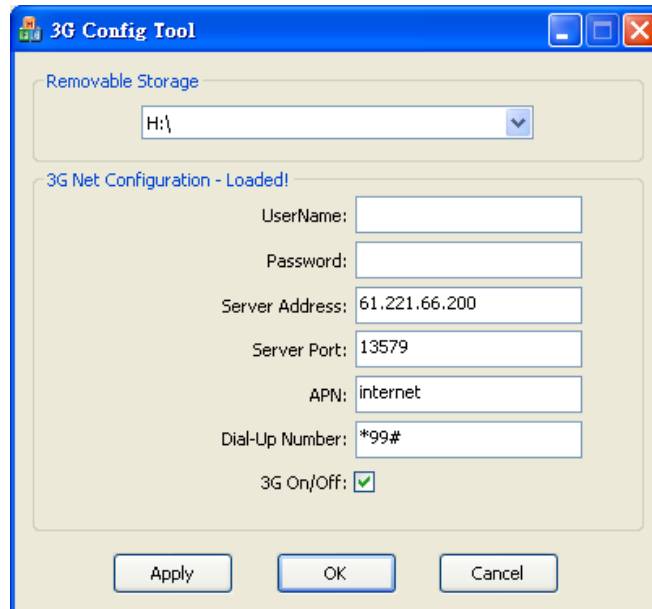 3G Config Tool
Removable Storage
H:\
3G Net Configuration - Loaded!
UserName:
Password:
Server Address: 61.221.66.200
Server Port: 13579
APN: internet
Dial-Up Number: *99#
3G On/Off:
Apply OK Cancel